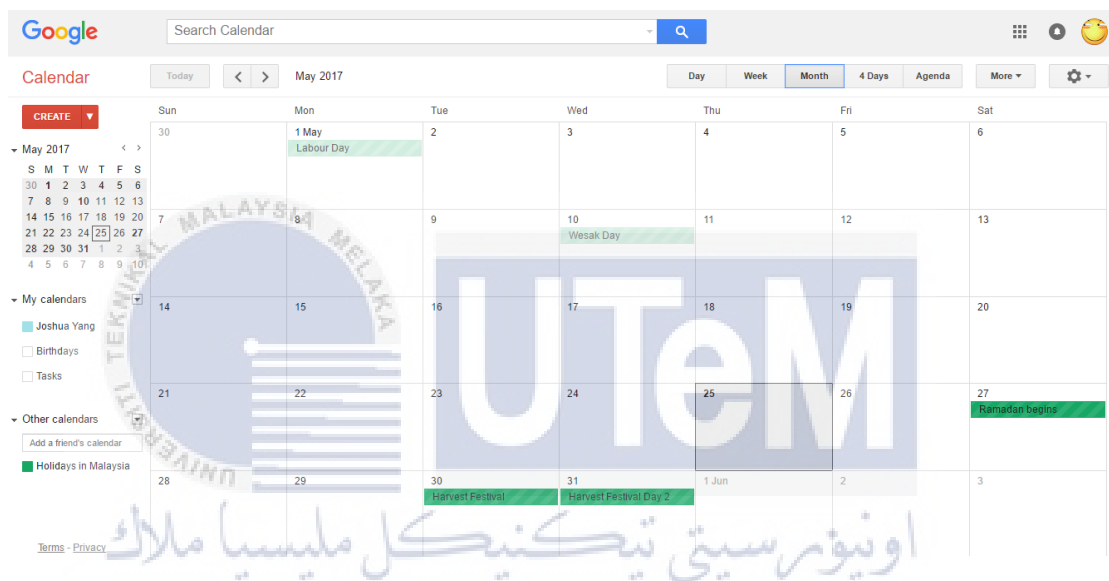 Google
Search Calendar
Calendar
Today
May 2017
Day Week Month 4 Days Agenda More
CREATE
May 2017
S M T W T F S
30 1 2 3 4 5 6
7 8 9 10 11 12 13
14 15 16 17 18 19 20
21 22 23 24 25 26 27
28 29 30 31 1 2 3
4 5 6 7 8 9 10
My calendars
Joshua Yang
Birthdays
Tasks
Other calendars
Add a friend's calendar
Holidays in Malaysia
Terms - Privacy
Sun Mon Tue Wed Thu Fri Sat
30 1 May 2 3 4 5 6
Labour Day
7 8 9 10 11 12 13
Wesak Day
14 15 16 17 18 19 20
21 22 23 24 25 26 27
Ramadan begins
28 29 30 31 1 Jun 2 3
Harvest Festival Harvest Festival Day 2
UNIVERSITI TEKNIKAL MALAYSIA MELAKA
UTeM
اونيۏرسيتي تيكنيكل مليسيا ملاك